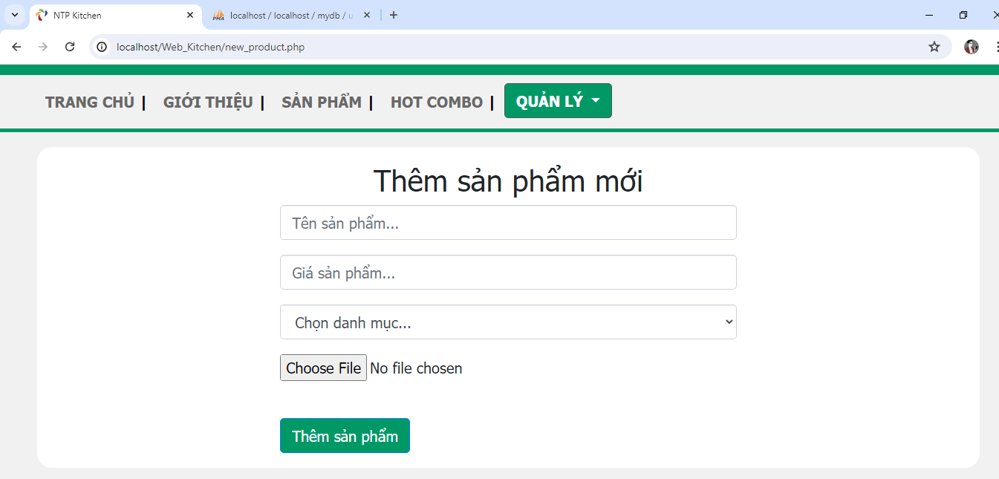 NTP Kitchen
localhost / localhost / mydb / u
localhost/Web_Kitchen/new_product.php
TRANG CHỦ | GIỚI THIỆU | SẢN PHẨM | HOT COMBO | QUẢN LÝ
Thêm sản phẩm mới
Tên sản phẩm...
Giá sản phẩm...
Chọn danh mục...
Choose File No file chosen
Thêm sản phẩm